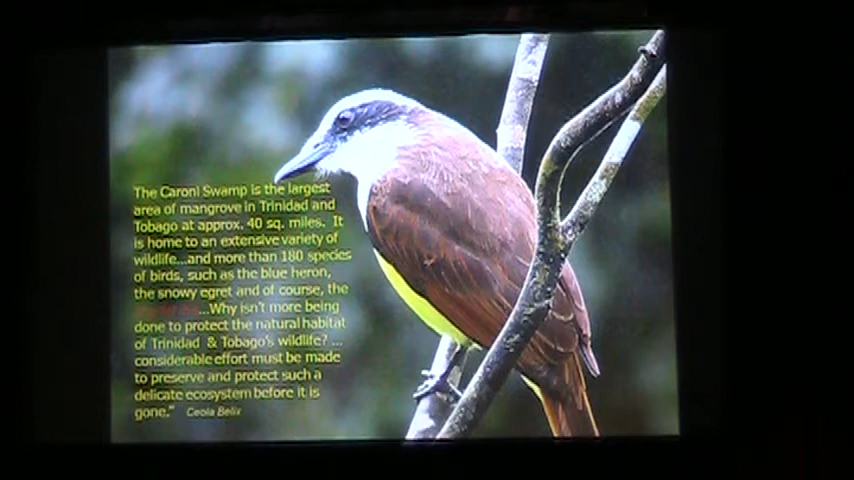 The Caroni Swamp is the largest
area of mangrove in Trinidad and
Tobago at approx. 40 sq. miles. It
is home to an extensive variety of
wildlife...and more than 180 species
of birds, such as the blue heron,
the snowy egret and of course, the
...Why isn't more being
done to protect the natural habitat
of Trinidad & Tobago's wildlife? ...
considerable effort must be made
to preserve and protect such a
delicate ecosystem before it is
gone." Ceola Belix